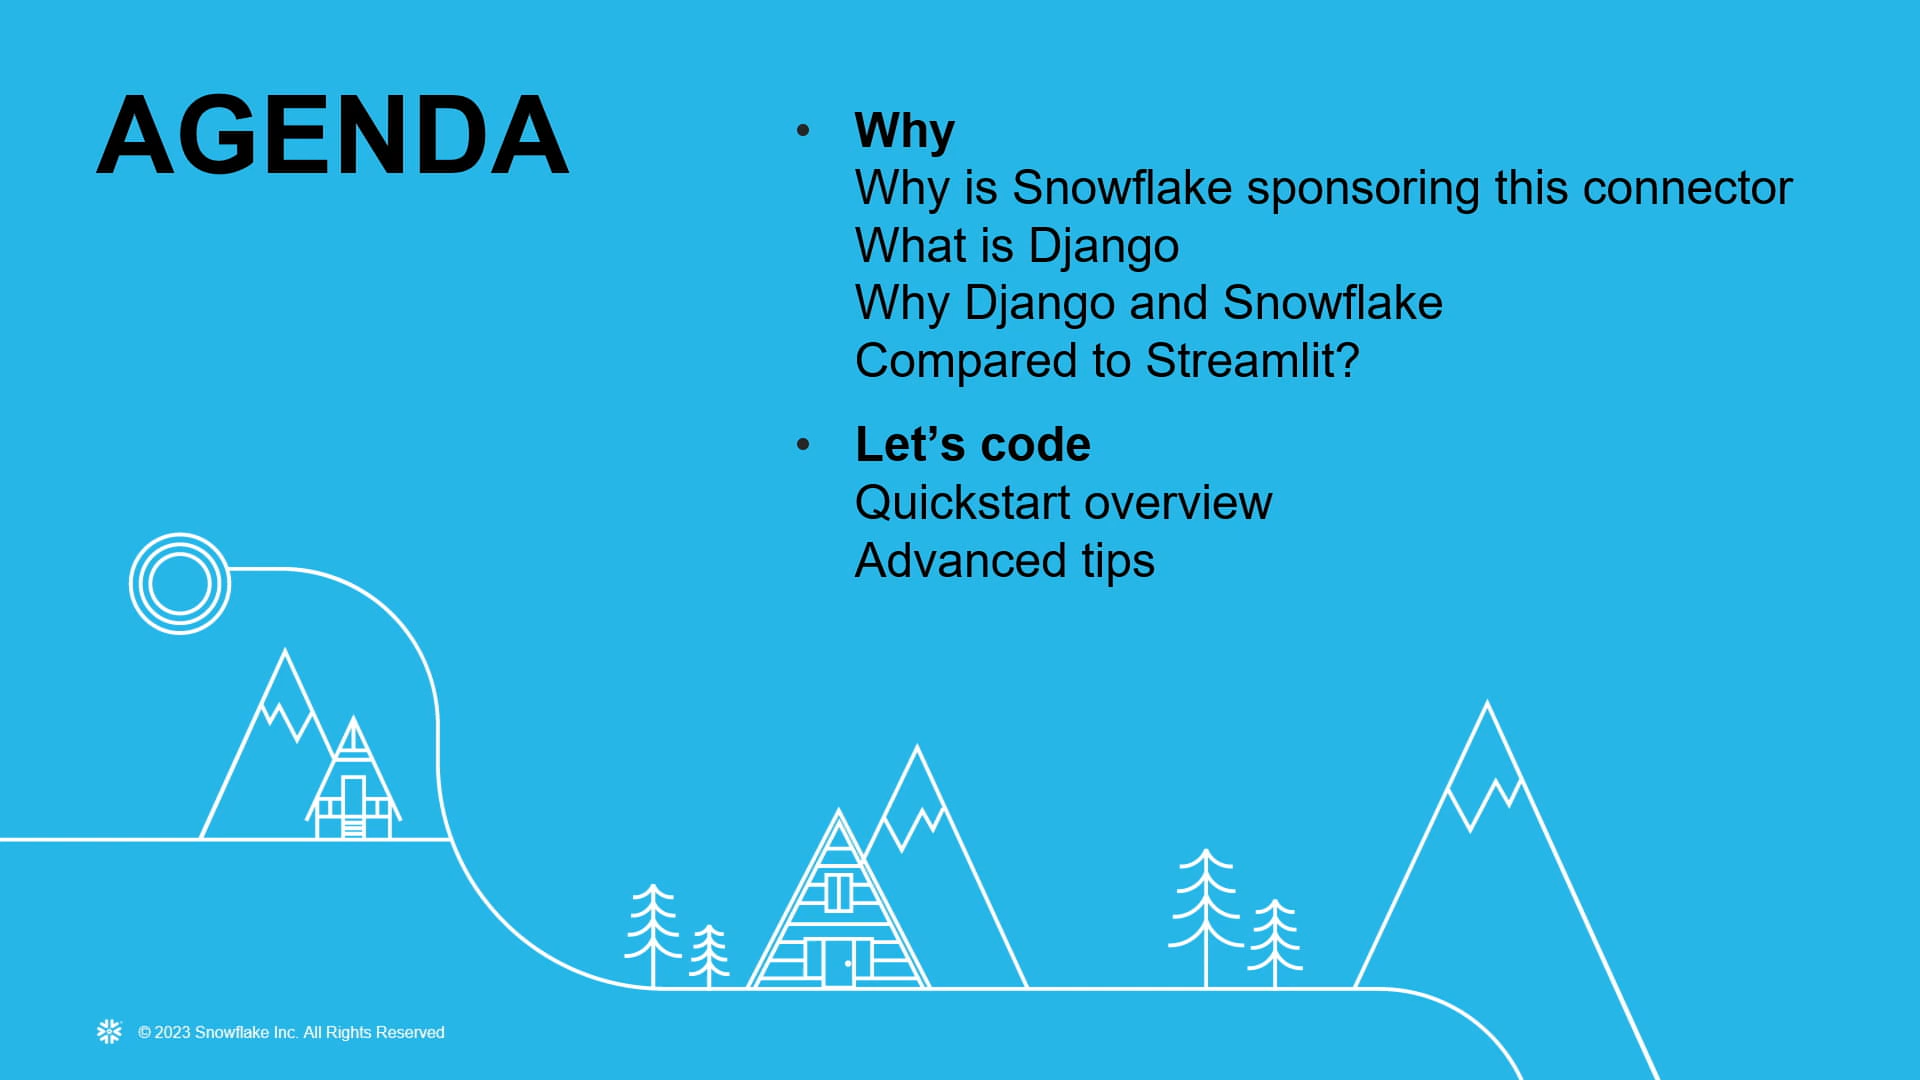 AGENDA
• Why
Why is Snowflake sponsoring this connector
What is Django
Why Django and Snowflake
Compared to Streamlit?
• Let’s code
Quickstart overview
Advanced tips
© 2023 Snowflake Inc. All Rights Reserved